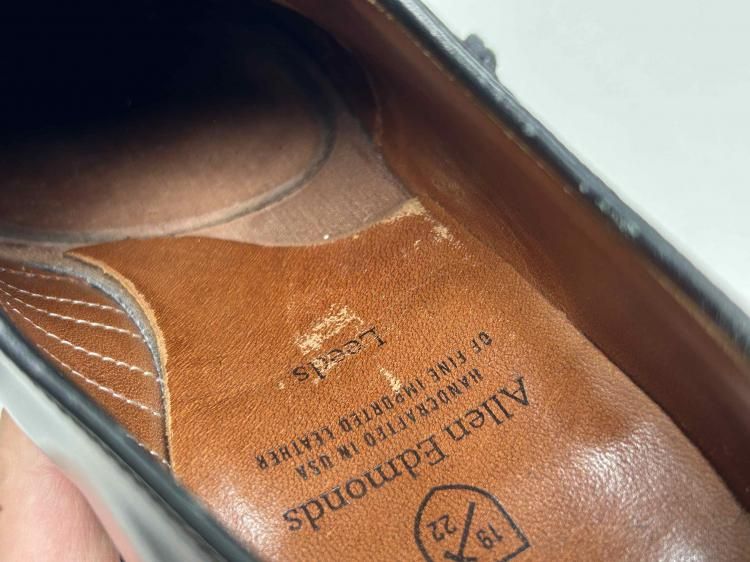 19
22
Allen Edmonds
HANDCRAFTED IN USA
OF FINE IMPORTED LEATHER
Leeds